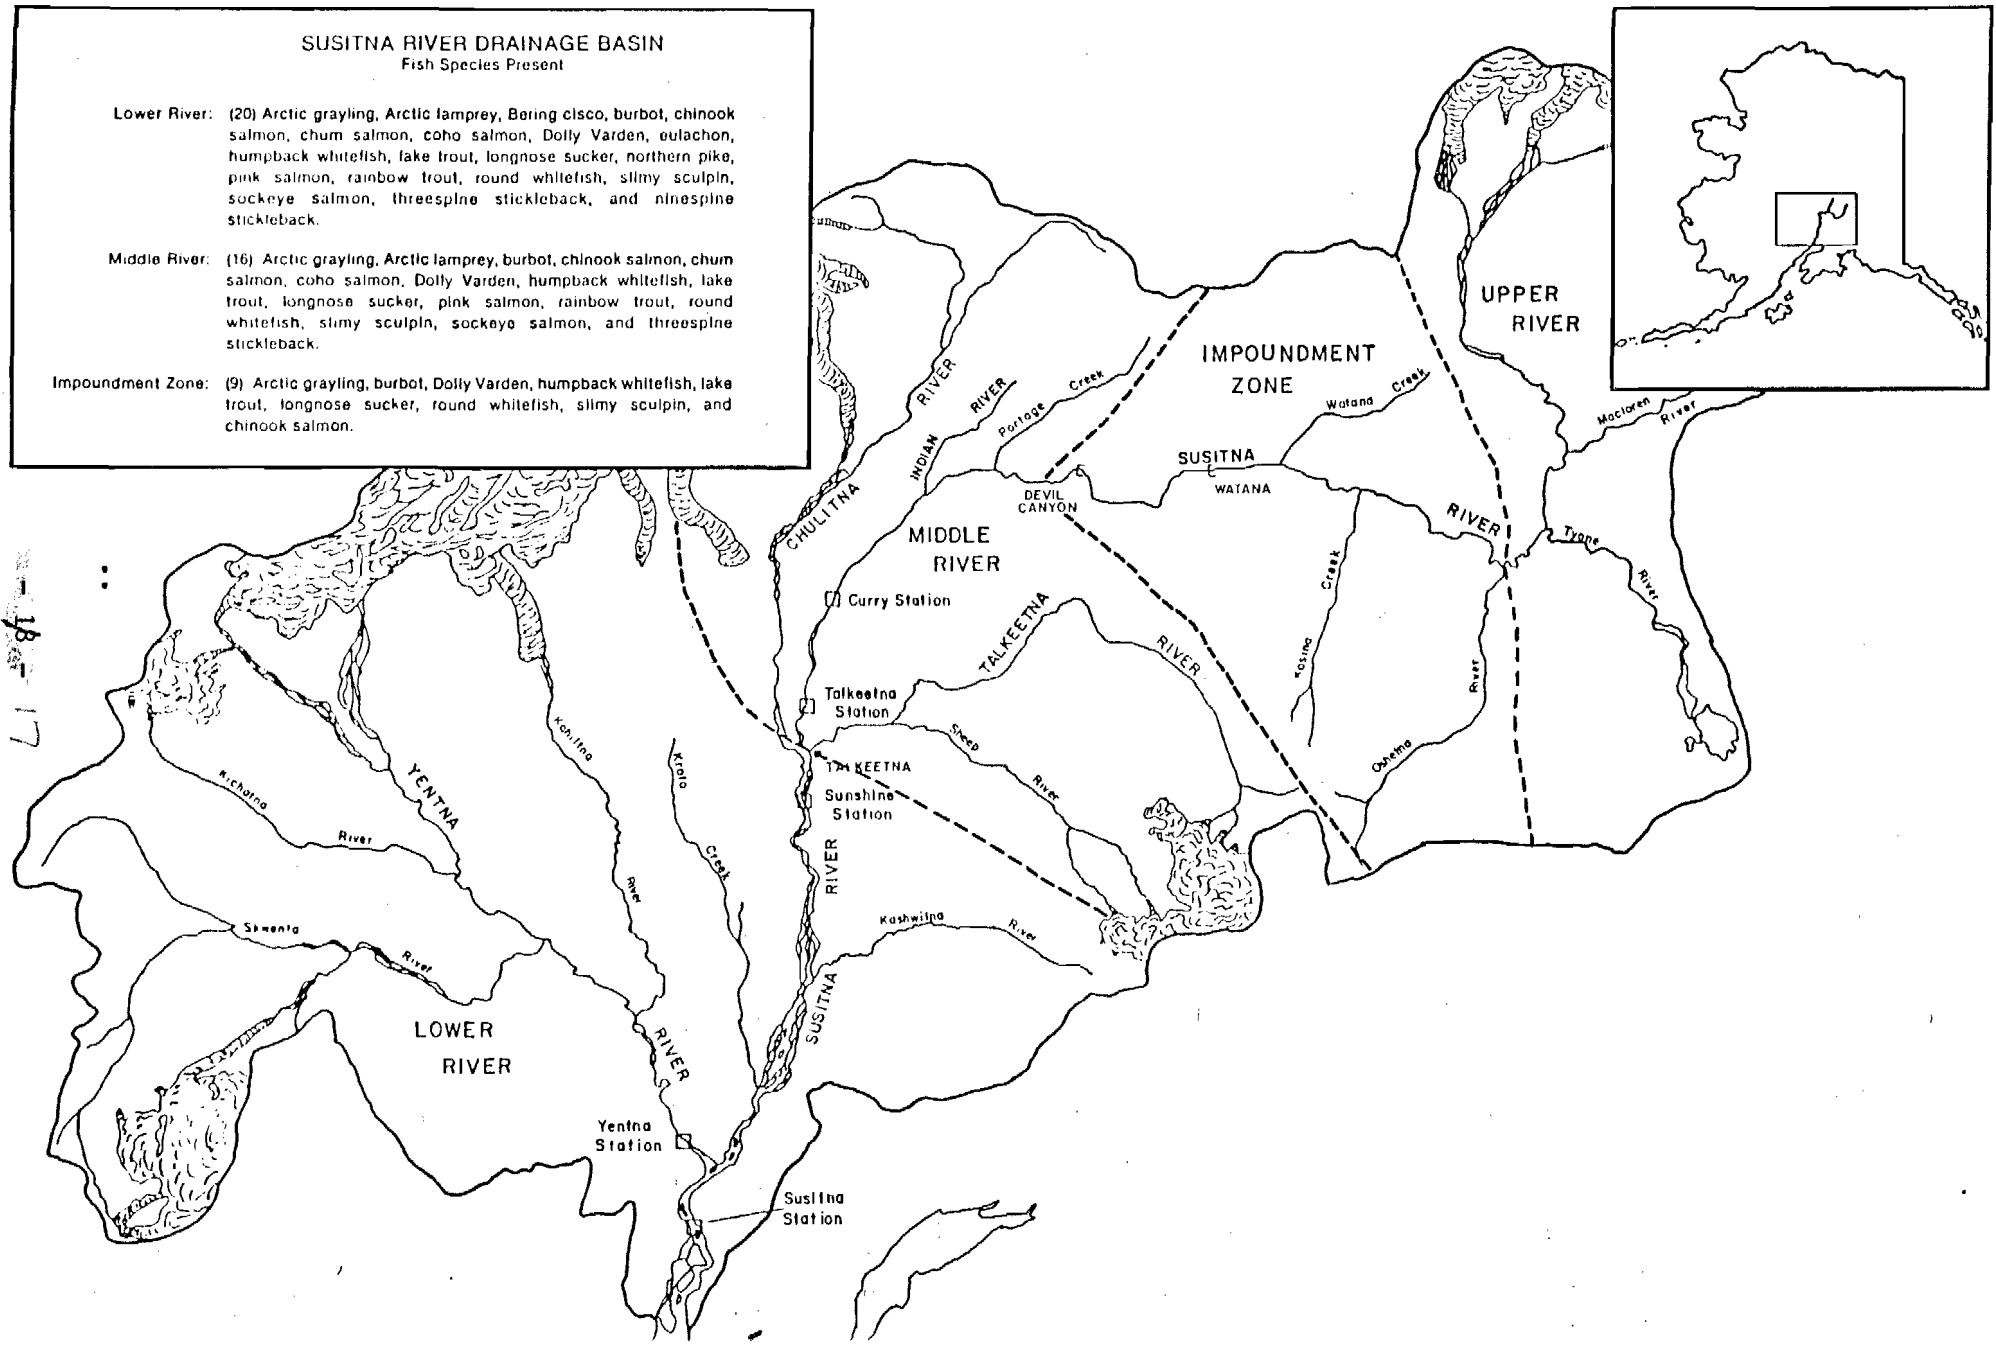 SUSITNA RIVER DRAINAGE BASIN
Fish Species Present
Lower River: (20) Arctic grayling, Arctic lamprey, Bering cisco, burbot, chinook
salmon, chum salmon, coho salmon, Dolly Varden, eulachon,
humpback whitefish, lake trout, longnose sucker, northern pike,
pink salmon, rainbow trout, round whitefish, slimy sculpin,
sockeye salmon, threespine stickleback, and ninespine
stickleback.
Middle River: (16) Arctic grayling, Arctic lamprey, burbot, chinook salmon, chum
salmon, coho salmon, Dolly Varden, humpback whitefish, lake
trout, longnose sucker, pink salmon, rainbow trout, round
whitefish, slimy sculpin, sockeye salmon, and threespine
stickleback.
Impoundment Zone: (9) Arctic grayling, burbot, Dolly Varden, humpback whitefish, lake
trout, longnose sucker, round whitefish, slimy sculpin, and
chinook salmon.
UPPER
RIVER
IMPOUNDMENT
ZONE
Watana Creek
Maclaren
River
RIVER
INDIAN RIVER
Portage Creek
SUSITNA
WATANA
DEVIL
CANYON
CHULITNA
RIVER
MIDDLE
RIVER
Tyone
River
Curry Station
Kosina
Creek
TALKEETNA
RIVER
River
Oshetna
Talkeetna
Station
Sheep
River
TALKEETNA
Sunshine
Station
Kahiltna
River
Kroto
Creek
YENTNA
Kichatna
River
RIVER
Kashwitna
River
Skwenta
River
SUSITNA
LOWER
RIVER
RIVER
Yentna
Station
Susitna
Station
17